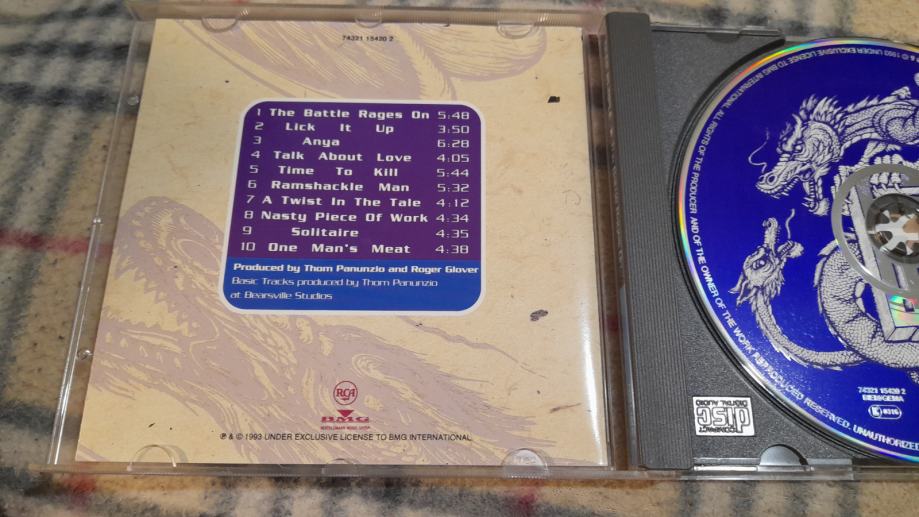 74321 15420 2
1 The Battle Rages On 5:48
2 Lick It Up 3:50
3 Anya 6:28
4 Talk About Love 4:05
5 Time To Kill 5:44
6 Ramshackle Man 5:32
7 A Twist In The Tale 4:12
8 Nasty Piece Of Work 4:34
9 Solitaire 4:35
10 One Man's Meat 4:38
Produced by Thom Panunzio and Roger Glover
Basic Tracks produced by Thom Panunzio
at Bearsville Studios
RCA
BMG
℗ & © 1993 UNDER EXCLUSIVE LICENSE TO BMG INTERNATIONAL
℗ & © 1993 UNDER EXCLUSIVE LICENSE TO BMG INTERNATIONAL. ALL RIGHTS OF THE PRODUCER AND OF THE OWNER OF THE WORK REPRODUCED RESERVED. UNAUTHORIZED
74321 15420 2
BIEM/GEMA
COMPACT
disc
DIGITAL AUDIO